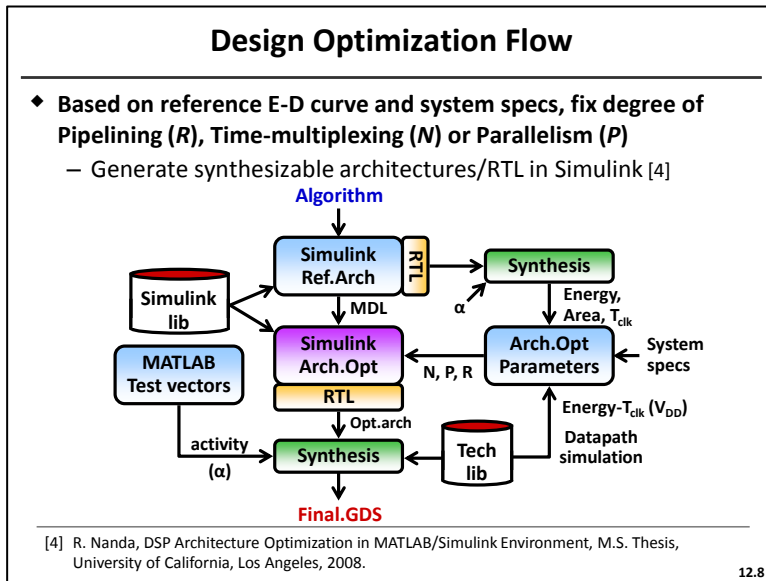 Design Optimization Flow
◆ Based on reference E-D curve and system specs, fix degree of
Pipelining (R), Time-multiplexing (N) or Parallelism (P)
– Generate synthesizable architectures/RTL in Simulink [4]
Algorithm
Simulink
Ref.Arch
RTL
Synthesis
Simulink
lib
α
MDL
Energy,
Area, Tclk
Simulink
Arch.Opt
RTL
MATLAB
Test vectors
N, P, R
Arch.Opt
Parameters
System
specs
Opt.arch
Energy-Tclk (VDD)
activity
(α)
Synthesis
Tech
lib
Datapath
simulation
Final.GDS
[4] R. Nanda, DSP Architecture Optimization in MATLAB/Simulink Environment, M.S. Thesis,
University of California, Los Angeles, 2008.
12.8